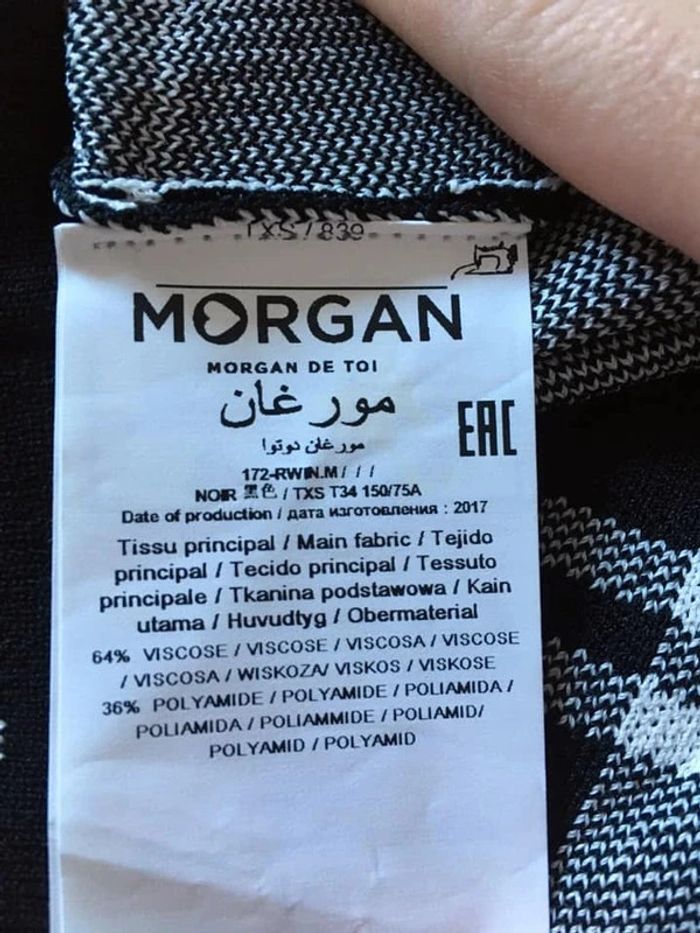 TXS / 839
MORGAN
MORGAN DE TOI
مورغان
مورغان دوتوا
EAC
172-RWIN.M/ / /
NOIR 黑色 / TXS T34 150/75A
Date of production / дата изготовления : 2017
Tissu principal / Main fabric / Tejido
principal / Tecido principal / Tessuto
principale / Tkanina podstawowa / Kain
utama / Huvudtyg / Obermaterial
64% VISCOSE / VISCOSE / VISCOSA / VISCOSE
/ VISCOSA / WISKOZA/ VISKOS / VISKOSE
36% POLYAMIDE / POLYAMIDE / POLIAMIDA /
POLIAMIDA / POLIAMMIDE / POLIAMID/
POLYAMID / POLYAMID